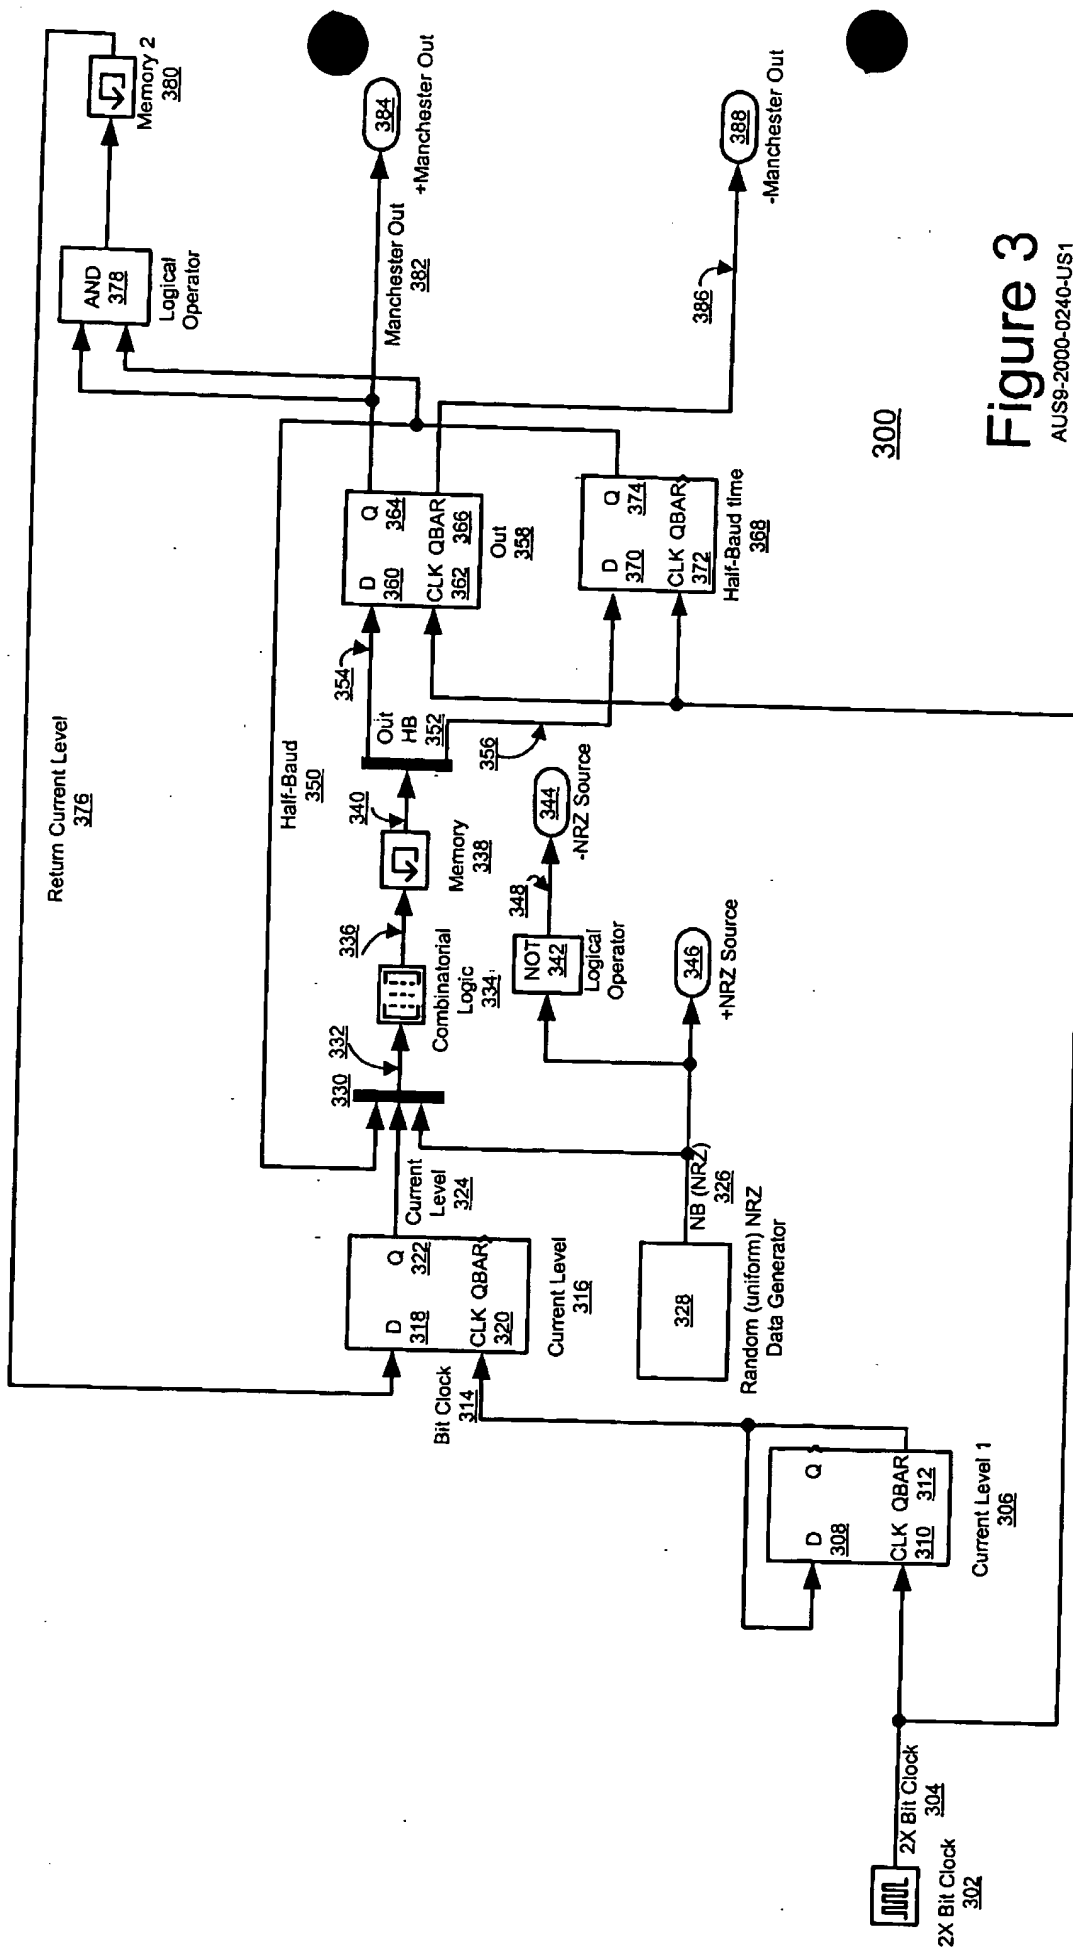 Return Current Level
376
Memory 2
380
AND
378
Logical
Operator
Half-Baud
350
384
+Manchester Out
Manchester Out
382
388
-Manchester Out
386
D
360
Q
364
CLK QBAR
362
366
Out
358
D
370
Q
374
CLK QBAR
372
Half-Baud time
368
354
Out
HB
352
356
340
Memory
338
336
Combinatorial
Logic
334
332
330
344
-NRZ Source
348
NOT
342
Logical
Operator
346
+NRZ Source
Current
Level
324
D
318
Q
322
CLK QBAR
320
Current Level
316
Bit Clock
314
NB (NRZ)
326
328
Random (uniform) NRZ
Data Generator
D
308
Q
CLK QBAR
310
312
Current Level 1
306
2X Bit Clock
304
2X Bit Clock
302
300
Figure 3
AUS9-2000-0240-US1